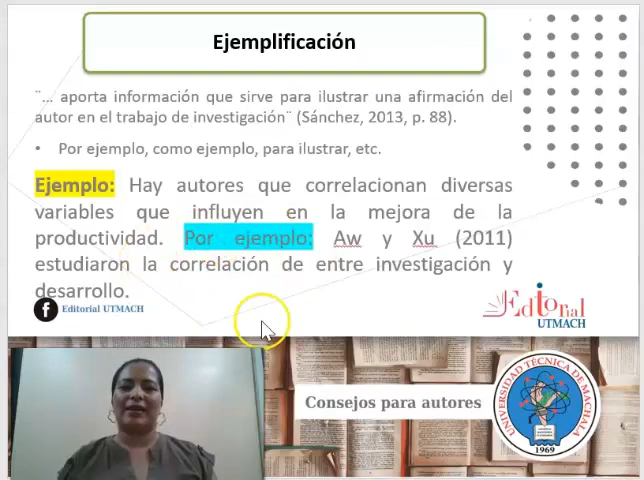 Ejemplificación
¨… aporta información que sirve para ilustrar una afirmación del
autor en el trabajo de investigación¨ (Sánchez, 2013, p. 88).
• Por ejemplo, como ejemplo, para ilustrar, etc.
Ejemplo: Hay autores que correlacionan diversas
variables que influyen en la mejora de la
productividad. Por ejemplo: Aw y Xu (2011)
estudiaron la correlación de entre investigación y
desarrollo.
f Editorial UTMACH
Editorial
UTMACH
Consejos para autores
UNIVERSIDAD TÉCNICA DE MACHALA
1969